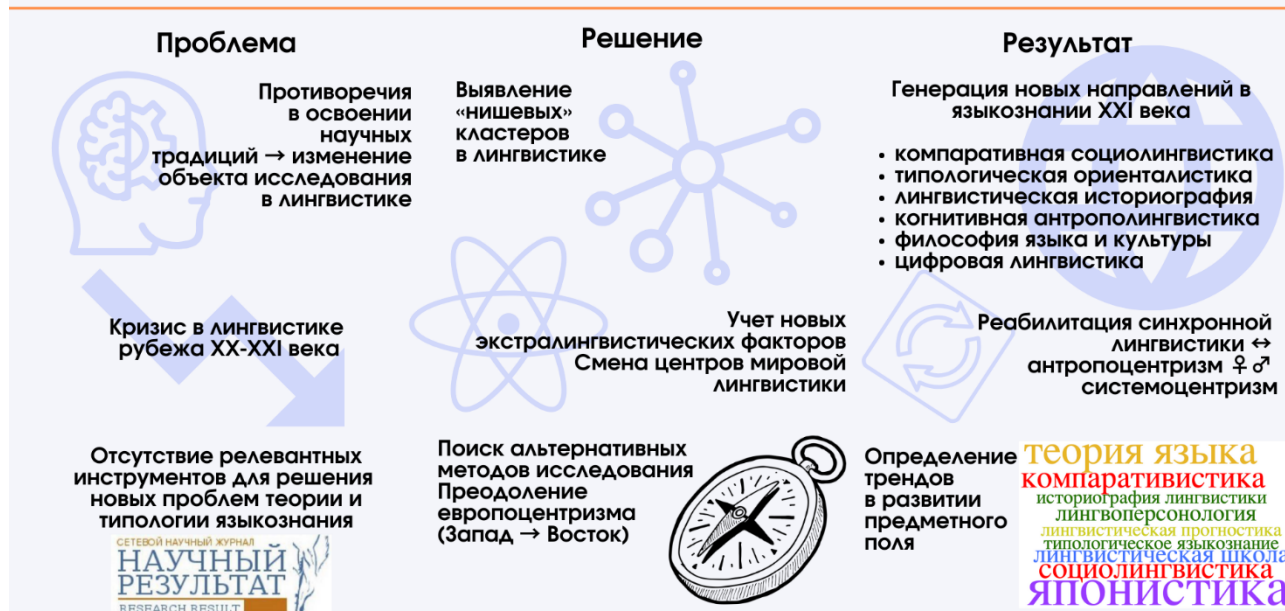 Проблема
Противоречия
в освоении
научных
традиций → изменение
объекта исследования
в лингвистике
Кризис в лингвистике
рубежа XX-XXI века
Отсутствие релевантных
инструментов для решения
новых проблем теории и
типологии языкознания
СЕТЕВОЙ НАУЧНЫЙ ЖУРНАЛ
НАУЧНЫЙ
РЕЗУЛЬТАТ
RESEARCH RESULT
Решение
Выявление
«нишевых»
кластеров
в лингвистике
Учет новых
экстралингвистических факторов
Смена центров мировой
лингвистики
Поиск альтернативных
методов исследования
Преодоление
европоцентризма
(Запад → Восток)
Результат
Генерация новых направлений в
языкознании XXI века
• компаративная социолингвистика
• типологическая ориенталистика
• лингвистическая историография
• когнитивная антрополингвистика
• философия языка и культуры
• цифровая лингвистика
Реабилитация синхронной
лингвистики ↔
антропоцентризм ♀♂
системоцентризм
Определение
трендов
в развитии
предметного
поля
теория языка
компаративистика
историография лингвистики
лингвоперсонология
лингвистическая прогностика
типологическое языкознание
лингвистическая школа
социолингвистика
японистика